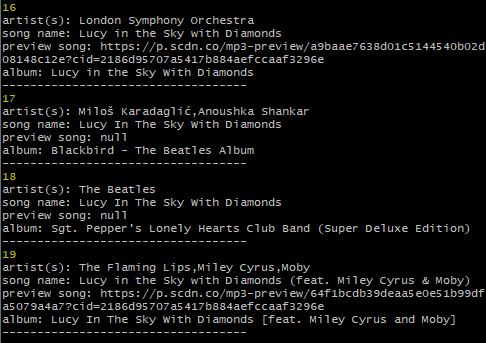 16
artist(s): London Symphony Orchestra
song name: Lucy in the Sky with Diamonds
preview song: https://p.scdn.co/mp3-preview/a9baae7638d01c5144540b02d
08148c12e?cid=2186d95707a5417b884aefccaaf3296e
album: Lucy in the Sky with Diamonds
-----------------------------------
17
artist(s): Miloš Karadaglić,Anoushka Shankar
song name: Lucy In The Sky With Diamonds
preview song: null
album: Blackbird - The Beatles Album
-----------------------------------
18
artist(s): The Beatles
song name: Lucy In The Sky With Diamonds
preview song: null
album: Sgt. Pepper's Lonely Hearts Club Band (Super Deluxe Edition)
-----------------------------------
19
artist(s): The Flaming Lips,Miley Cyrus,Moby
song name: Lucy in the sky with Diamonds (feat. Miley Cyrus & Moby)
preview song: https://p.scdn.co/mp3-preview/64f1bcdb39deaa5e0e51b99df
a5079a4a7?cid=2186d95707a5417b884aefccaaf3296e
album: Lucy In The Sky with Diamonds [feat. Miley Cyrus and Moby]
-----------------------------------